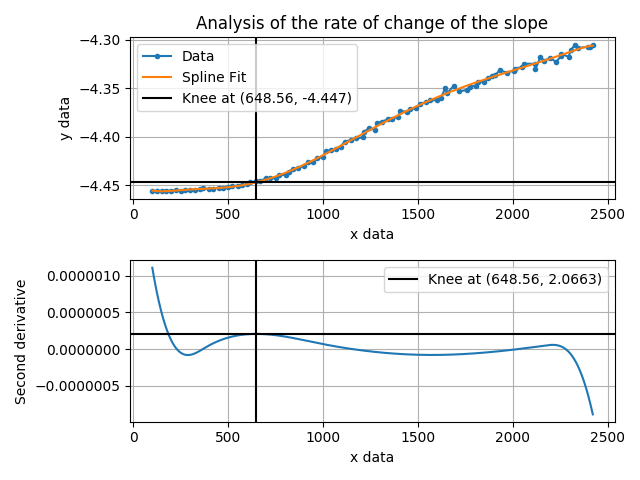 Analysis of the rate of change of the slope
−4.30
−4.35
−4.40
−4.45
y data
Data
Spline Fit
Knee at (648.56, -4.447)
0 500 1000 1500 2000 2500
x data
0.0000010
0.0000005
0.0000000
−0.0000005
Second derivative
Knee at (648.56, 2.0663)
0 500 1000 1500 2000 2500
x data